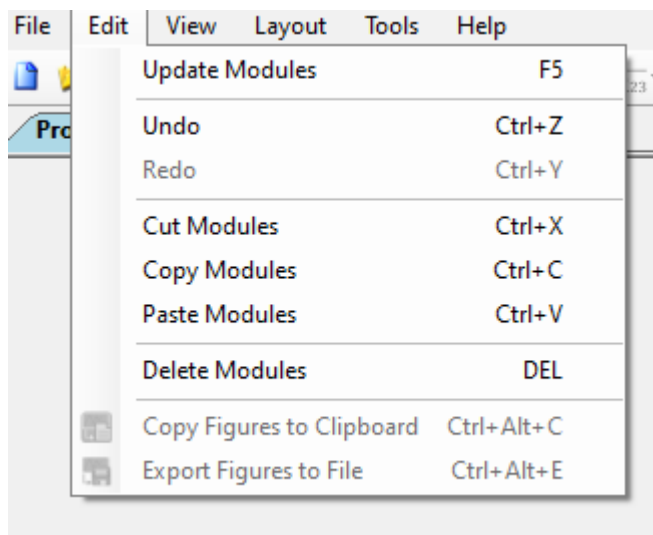 File Edit View Layout Tools Help
Update Modules F5
Undo Ctrl+Z
Redo Ctrl+Y
Cut Modules Ctrl+X
Copy Modules Ctrl+C
Paste Modules Ctrl+V
Delete Modules DEL
Copy Figures to Clipboard Ctrl+Alt+C
Export Figures to File Ctrl+Alt+E